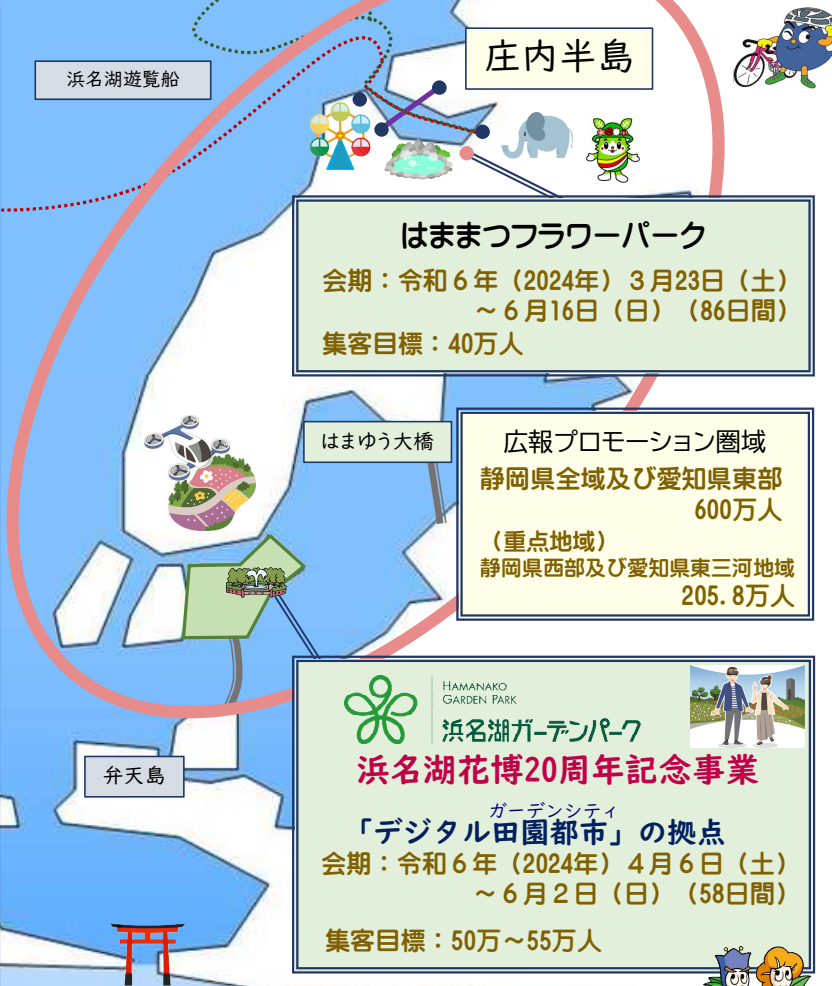 浜名湖遊覧船
庄内半島
はままつフラワーパーク
会期：令和６年（2024年）３月23日（土）
～６月16日（日）（86日間）
集客目標：40万人
はまゆう大橋
広報プロモーション圏域
静岡県全域及び愛知県東部
600万人
（重点地域）
静岡県西部及び愛知県東三河地域
205.8万人
HAMANAKO
GARDEN PARK
浜名湖ガーデンパーク
浜名湖花博20周年記念事業
弁天島
ガーデンシティ
「デジタル田園都市」の拠点
会期：令和６年（2024年）４月６日（土）
～６月２日（日）（58日間）
集客目標：50万～55万人